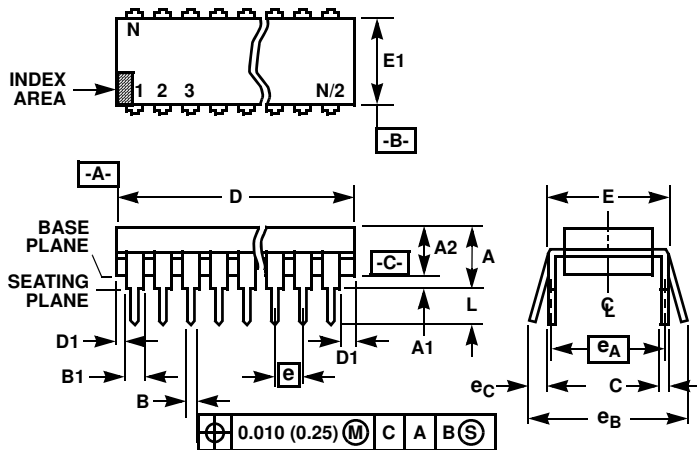 N
E1
INDEX
AREA
1 2 3 N/2
-B-
-A-
D
E
BASE
PLANE
A2
A
-C-
SEATING
PLANE
L
C L
D1
B1
A1
D1
e
eA
eC
C
B
eB
0.010 (0.25) M C A B S